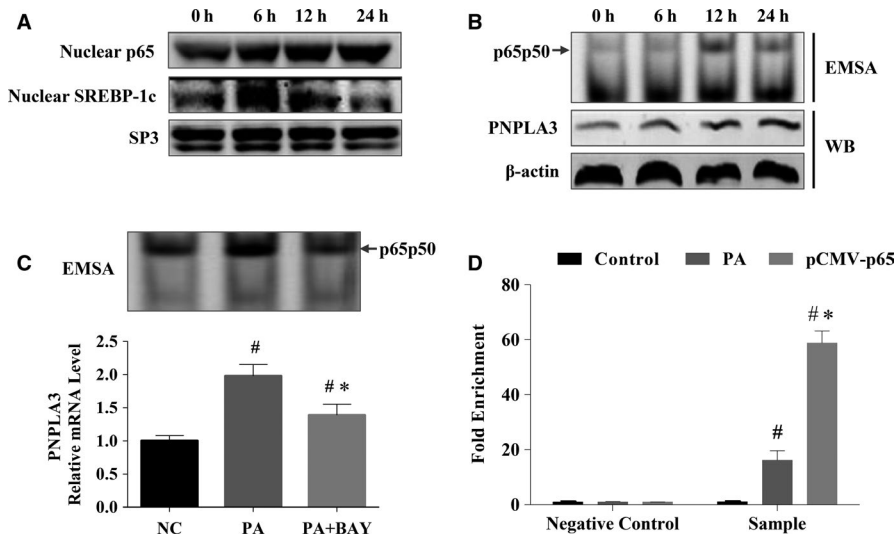 A
0 h 6 h 12 h 24 h
Nuclear p65
Nuclear SREBP-1c
SP3
B
0 h 6 h 12 h 24 h
p65p50
EMSA
PNPLA3
β-actin
WB
C
EMSA
p65p50
PNPLA3
Relative mRNA Level
2.5
2.0
1.5
1.0
0.5
0.0
#
# *
NC PA PA+BAY
D
Control PA pCMV-p65
Fold Enrichment
80
60
40
20
0
#
# *
Negative Control Sample